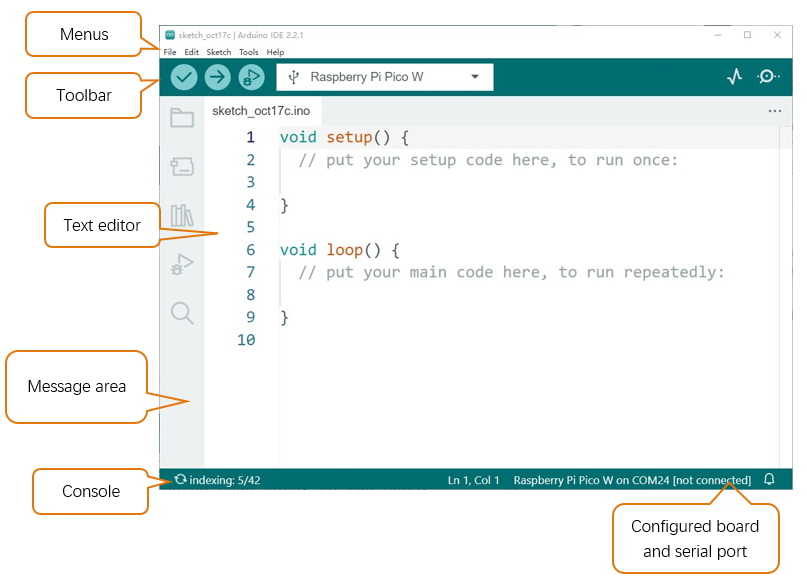 Menus
sketch_oct17c | Arduino IDE 2.2.1
File Edit Sketch Tools Help
Toolbar
Raspberry Pi Pico W
sketch_oct17c.ino
1 void setup() {
2 // put your setup code here, to run once:
3
4 }
5
Text editor
6 void loop() {
7 // put your main code here, to run repeatedly:
8
9 }
10
Message area
Console
indexing: 5/42 Ln 1, Col 1 Raspberry Pi Pico W on COM24 [not connected]
Configured board
and serial port